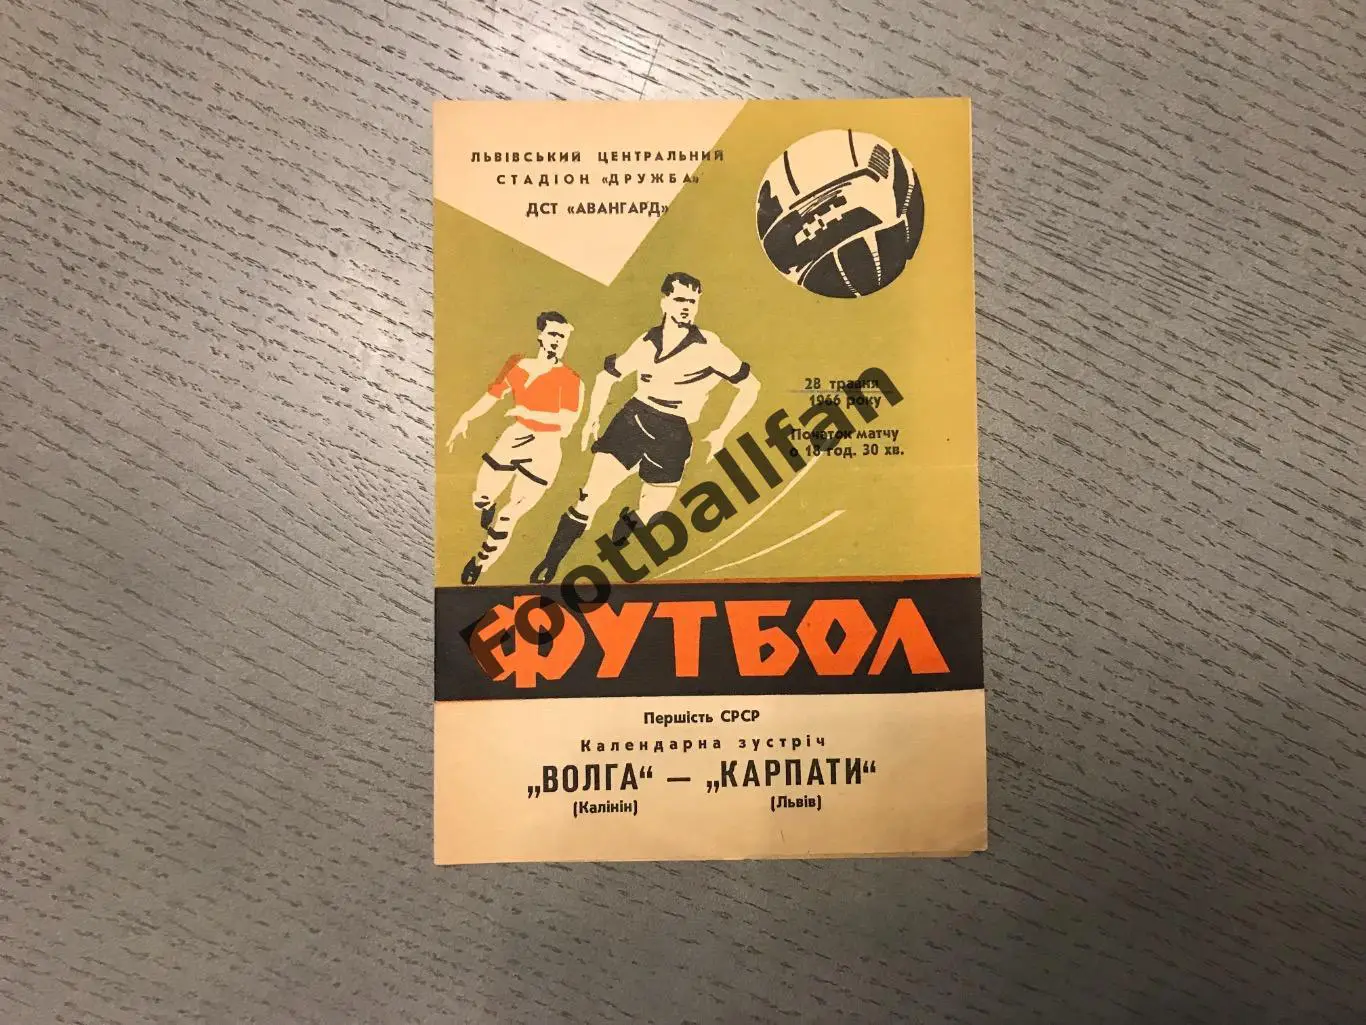 ЛЬВІВСЬКИЙ ЦЕНТРАЛЬНИЙ
СТАДІОН «ДРУЖБА»
ДСТ «АВАНГАРД»
28 травня
1966 року
Початок матчу
о 18 год. 30 хв.
Footballfan
ФУТБОЛ
Першість СРСР
Календарна зустріч
„ВОЛГА“ — „КАРПАТИ“
(Калінін) (Львів)